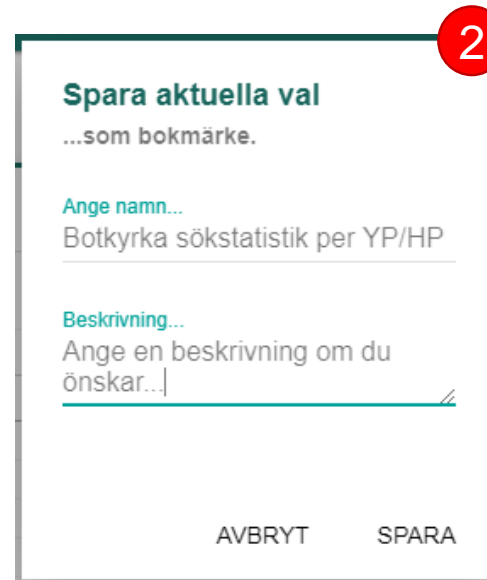 2
Spara aktuella val
...som bokmärke.
Ange namn...
Botkyrka sökstatistik per YP/HP
Beskrivning...
Ange en beskrivning om du
önskar...
AVBRYT SPARA